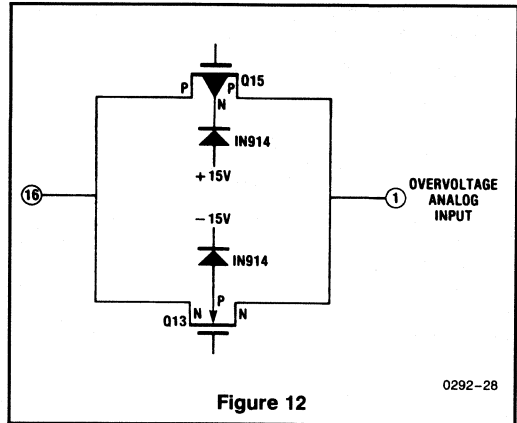 Q15
P P
N
IN914
+15V
16
1 OVERVOLTAGE
ANALOG
INPUT
−15V
IN914
P
Q13 N N
0292–28
Figure 12